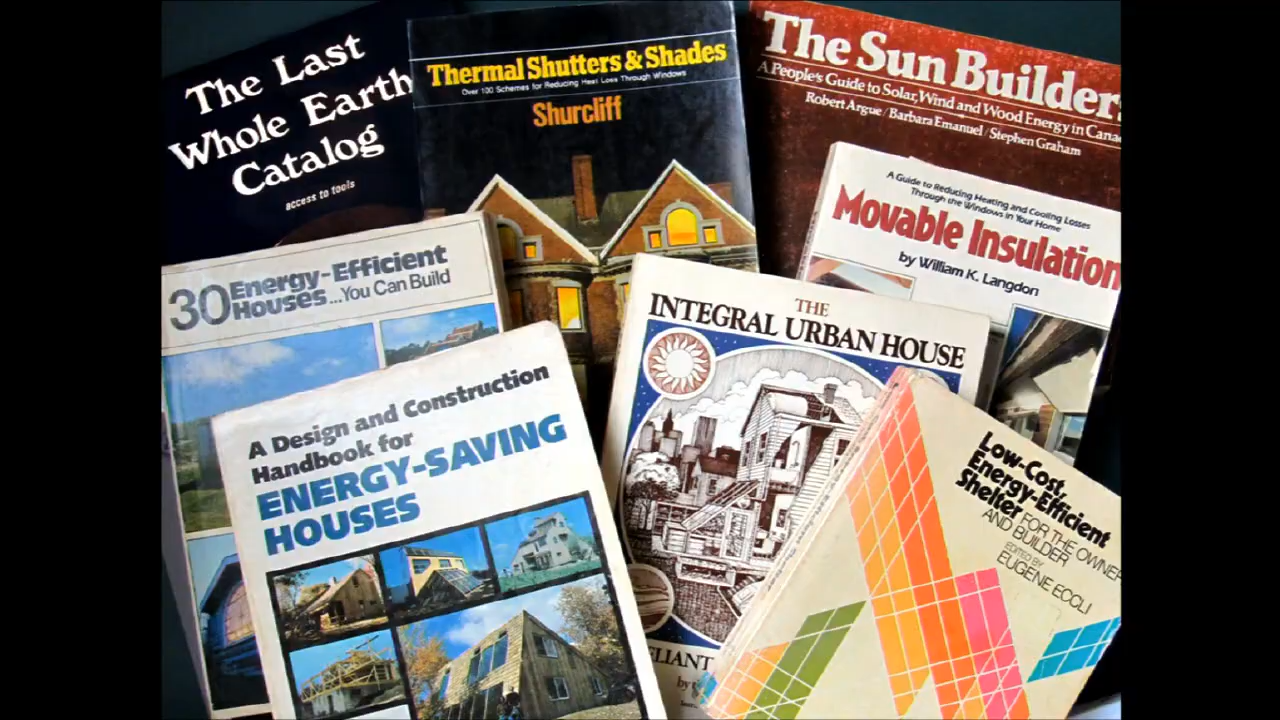 The Last
Whole Earth
Catalog
access to tools
Thermal Shutters & Shades
Over 100 Schemes for Reducing Heat Loss Through Windows
Shurcliff
The Sun Builders
A People's Guide to Solar, Wind and Wood Energy in Cana
Robert Argue / Barbara Emanuel / Stephen Graham
A Guide to Reducing Heating and Cooling Losses
Through the Windows in Your Home
Movable Insulation
by William K. Langdon
30 Energy-Efficient
Houses ...You Can Build
THE
INTEGRAL URBAN HOUSE
ELIANT
by
A Design and Construction
Handbook for
ENERGY-SAVING
HOUSES
Low-Cost,
Energy-Efficient
Shelter FOR THE OWNER
AND BUILDER
EDITED BY
EUGENE ECCLI